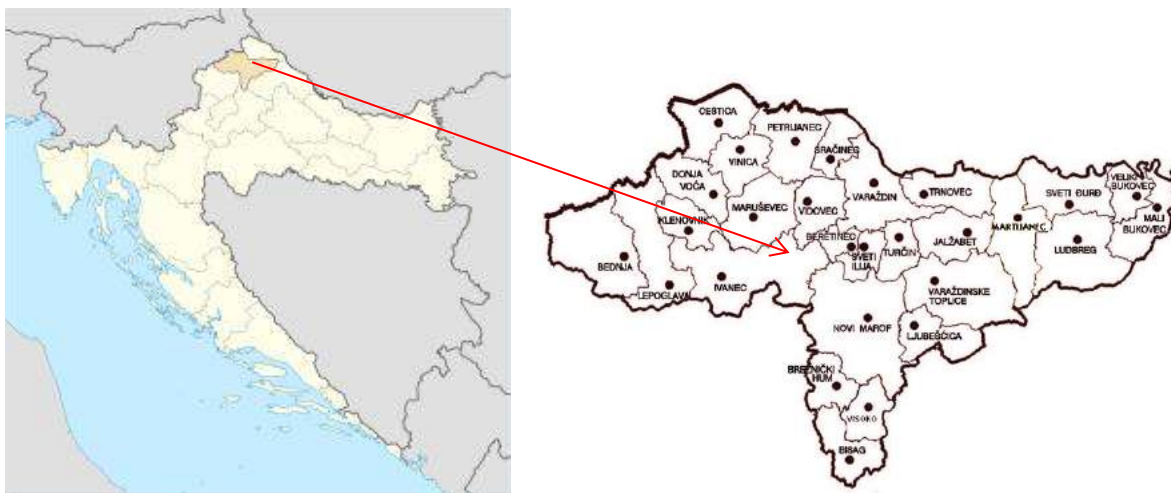 CESTICA
PETRIJANEC
SRAČINEC
VINICA
DONJA
VOČA
MARUŠEVEC
VIDOVEC
VARAŽDIN
TRNOVEC
SVETI ĐURĐ
VELIKI
BUKOVEC
MALI
BUKOVEC
KLENOVNIK
BERETINEC
SVETI
ILIJA
TURČIN
JALŽABET
MARTIJANEC
LUDBREG
BEDNJA
LEPOGLAVA
IVANEC
VARAŽDINSKE
TOPLICE
NOVI MAROF
LJUBEŠĆICA
BREZNIČKI
HUM
VISOKO
BISAG